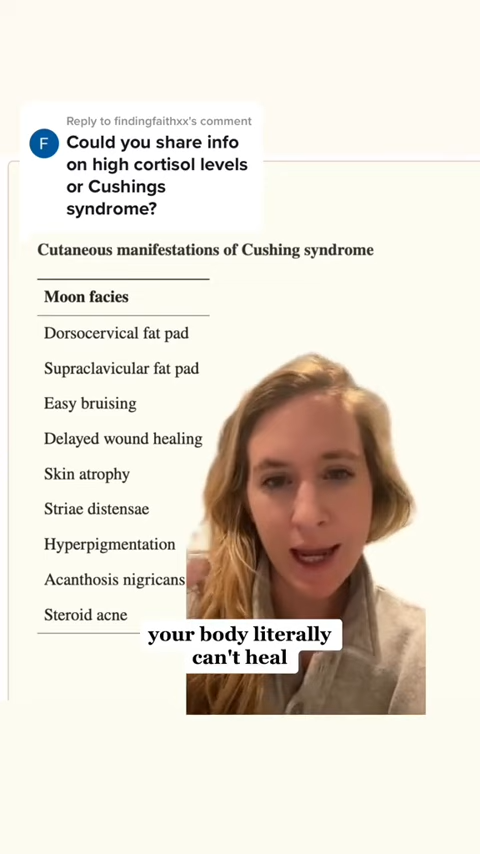 Reply to findingfaithxx's comment
F
Could you share info
on high cortisol levels
or Cushings
syndrome?
Cutaneous manifestations of Cushing syndrome
Moon facies
Dorsocervical fat pad
Supraclavicular fat pad
Easy bruising
Delayed wound healing
Skin atrophy
Striae distensae
Hyperpigmentation
Acanthosis nigricans
Steroid acne
your body literally
can't heal